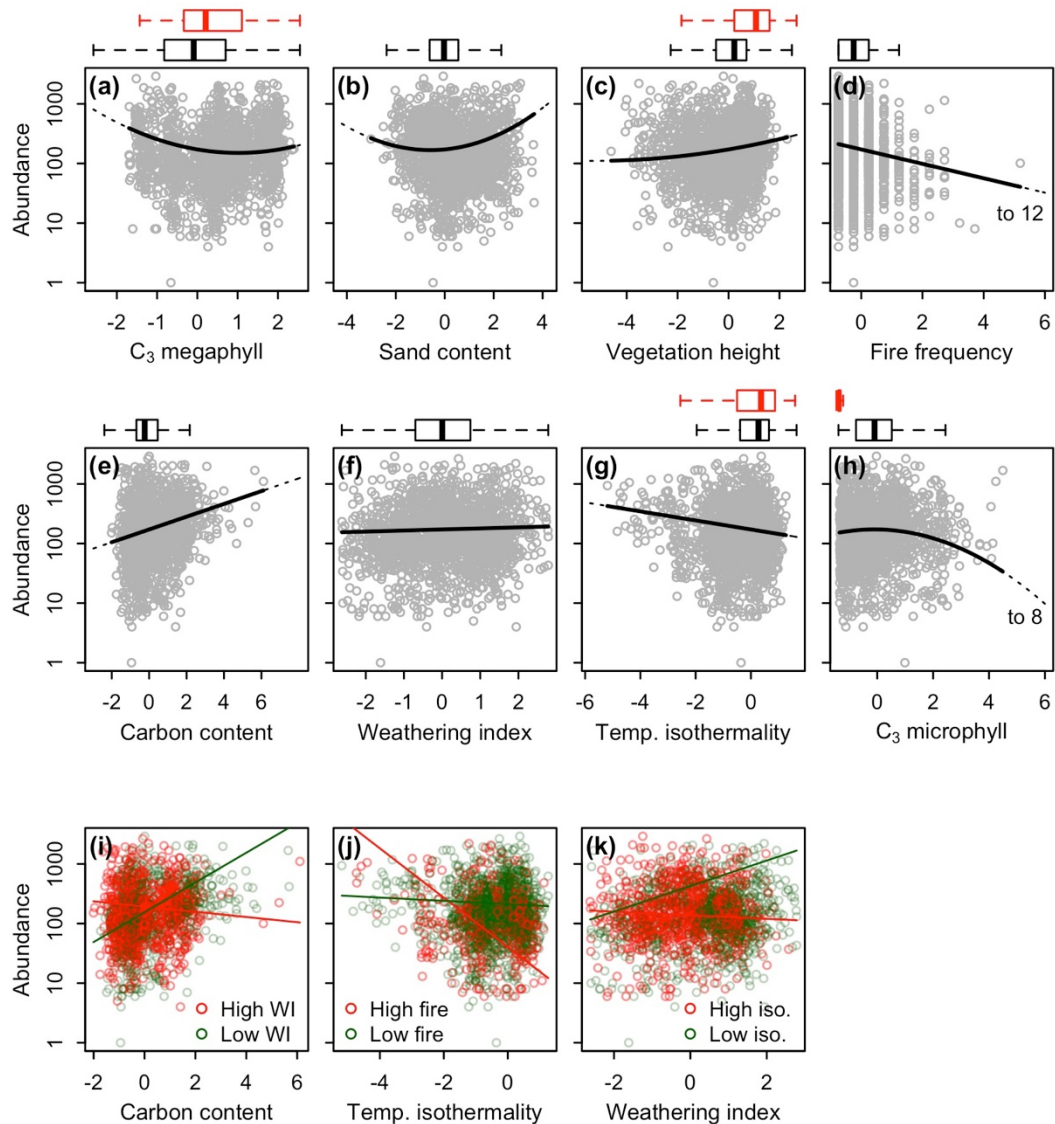 (a) (b) (c) (d)
Abundance
1000
100
10
1
to 12
-2 -1 0 1 2
-4 -2 0 2 4
-4 -2 0 2
0 2 4 6
C₃ megaphyll
Sand content
Vegetation height
Fire frequency
(e) (f) (g) (h)
Abundance
1000
100
10
1
to 8
-2 0 2 4 6
-2 -1 0 1 2
-6 -4 -2 0
0 2 4 6
Carbon content
Weathering index
Temp. isothermality
C₃ microphyll
(i) (j) (k)
Abundance
1000
100
10
1
High WI
Low WI
High fire
Low fire
High iso.
Low iso.
-2 0 2 4 6
-4 -2 0
-2 0 2
Carbon content
Temp. isothermality
Weathering index